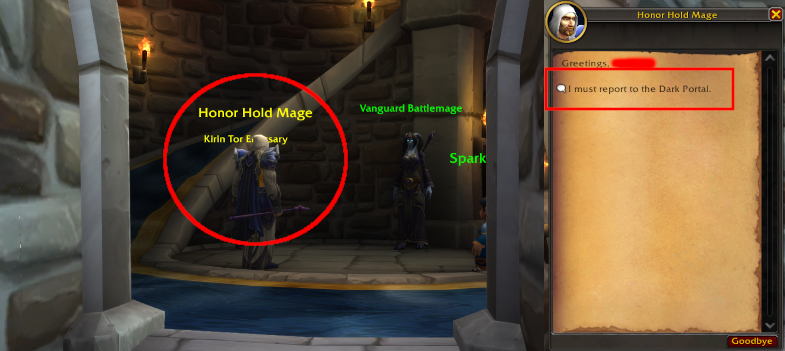 Honor Hold Mage
Kirin Tor Emissary
Vanguard Battlemage
Spark
Honor Hold Mage
Greetings,
I must report to the Dark Portal.
Goodbye